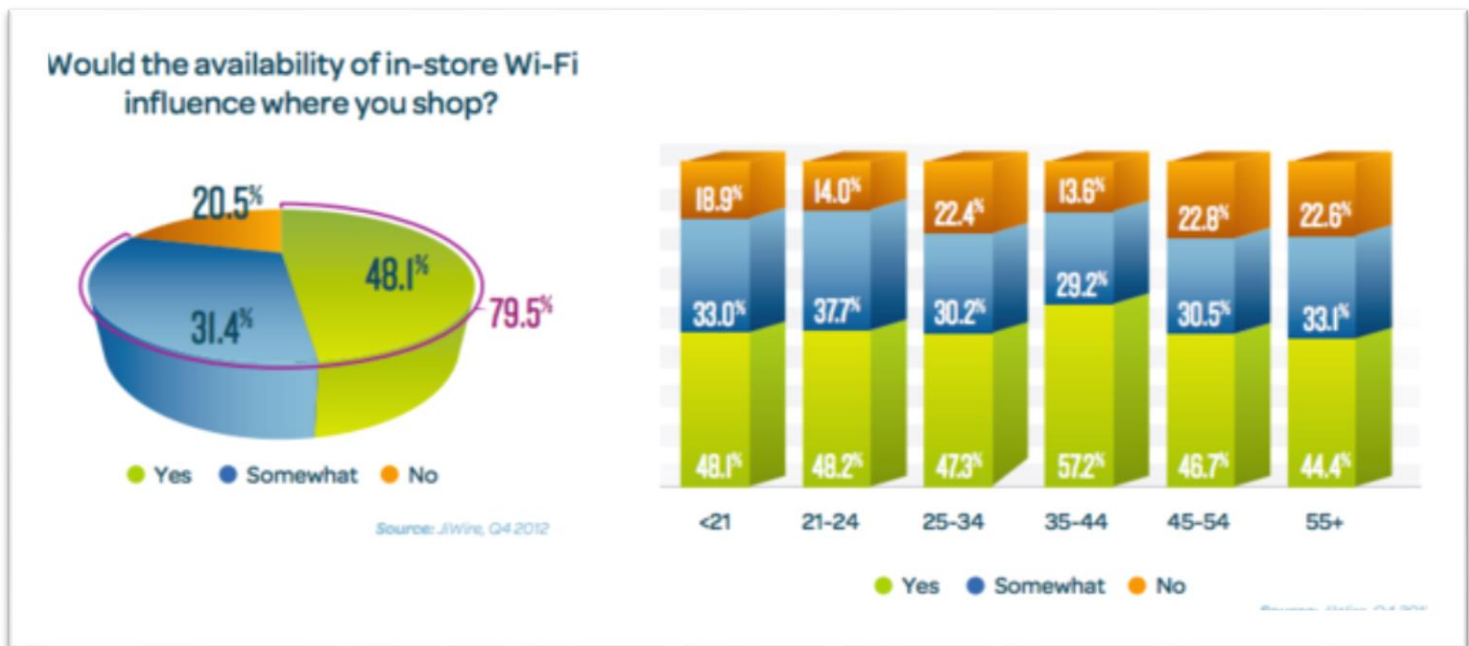 Would the availability of in-store Wi-Fi
influence where you shop?
20.5%
48.1%
31.4%
79.5%
Yes Somewhat No
Source: JiWire, Q4 2012
18.9% 14.0% 22.4% 13.6% 22.8% 22.6%
33.0% 37.7% 30.2% 29.2% 30.5% 33.1%
48.1% 48.2% 47.3% 57.2% 46.7% 44.4%
<21 21-24 25-34 35-44 45-54 55+
Yes Somewhat No